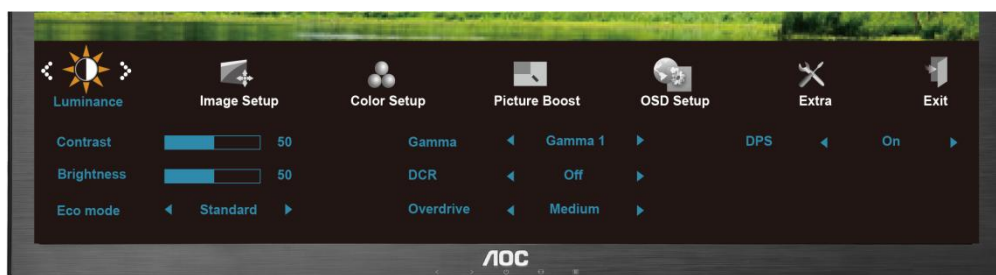 Luminance Image Setup Color Setup Picture Boost OSD Setup Extra Exit
Contrast 50 Gamma Gamma 1 DPS On
Brightness 50 DCR Off
Eco mode Standard Overdrive Medium
AOC